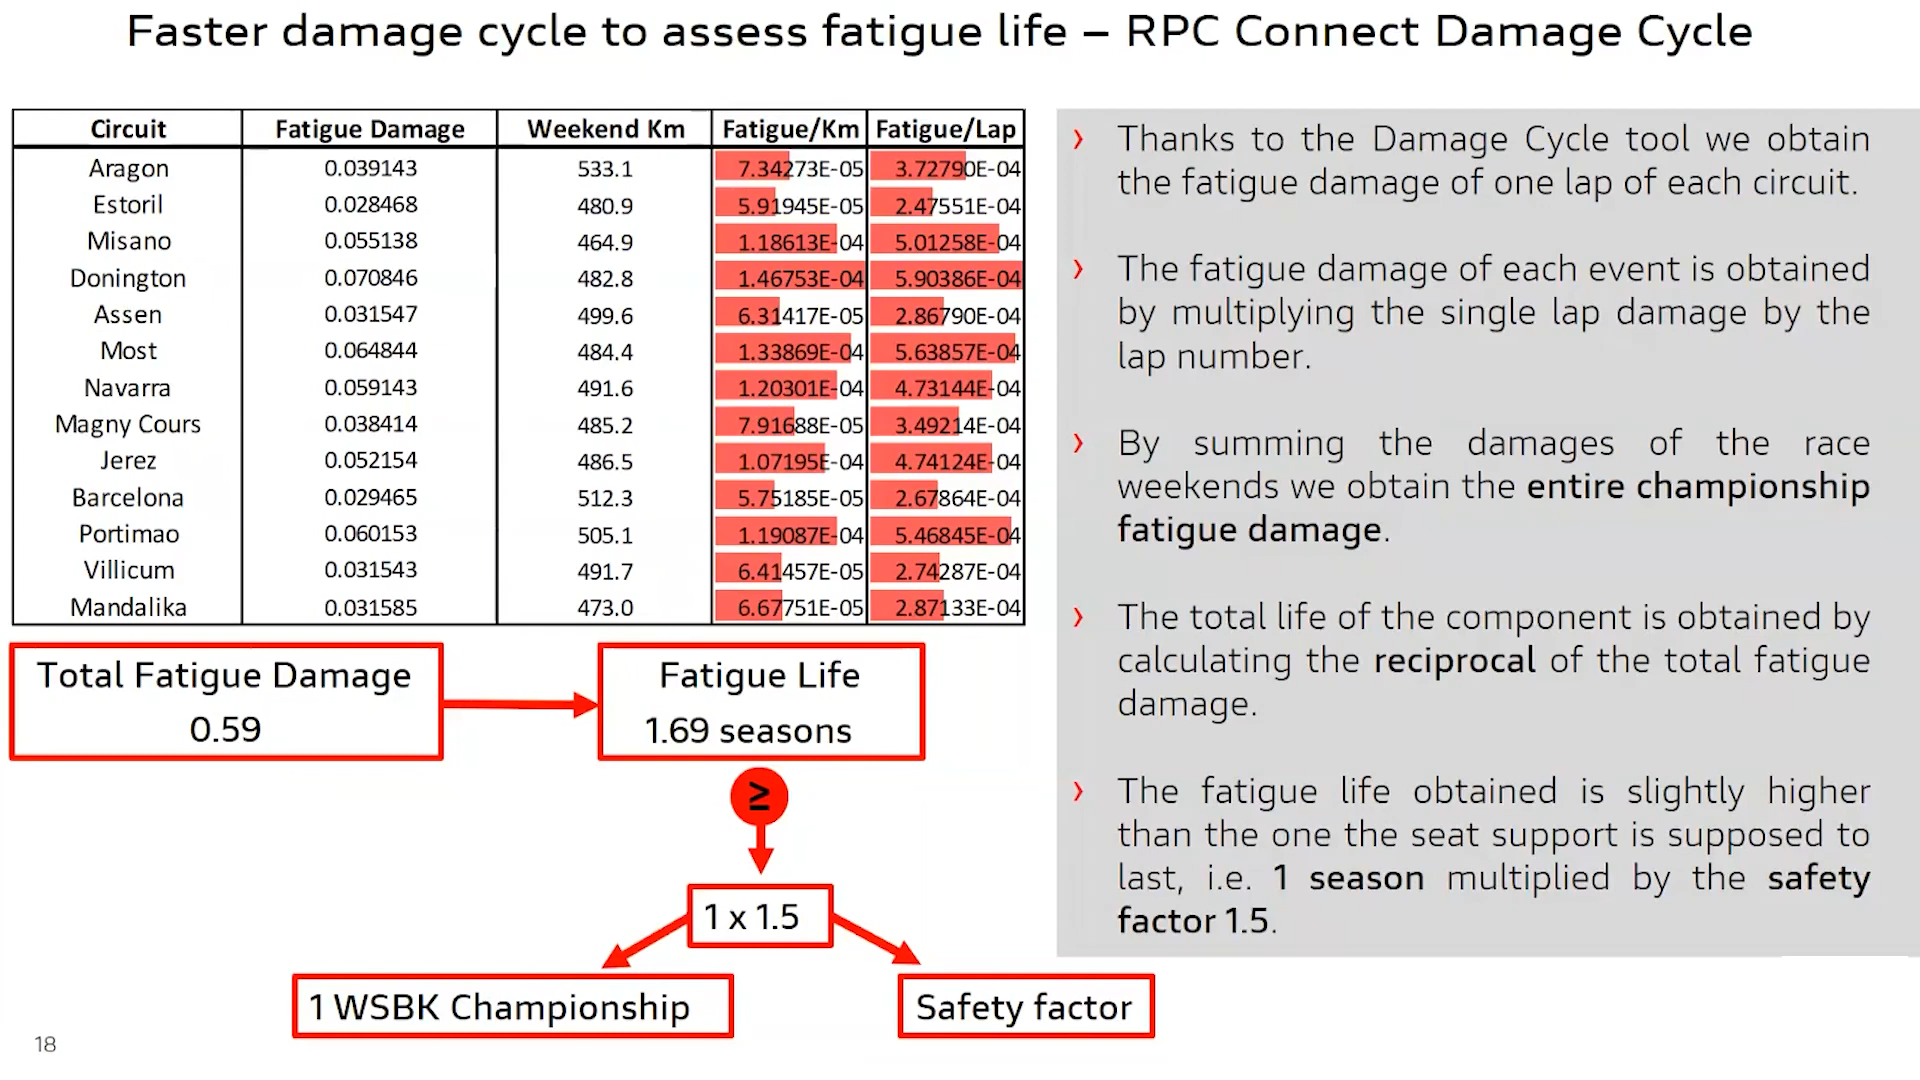 Faster damage cycle to assess fatigue life – RPC Connect Damage Cycle
Circuit Fatigue Damage Weekend Km Fatigue/Km Fatigue/Lap
Aragon 0.039143 533.1 7.34273E-05 3.72790E-04
Estoril 0.028468 480.9 5.91945E-05 2.47551E-04
Misano 0.055138 464.9 1.18613E-04 5.01258E-04
Donington 0.070846 482.8 1.46753E-04 5.90386E-04
Assen 0.031547 499.6 6.31417E-05 2.86790E-04
Most 0.064844 484.4 1.33869E-04 5.63857E-04
Navarra 0.059143 491.6 1.20301E-04 4.73144E-04
Magny Cours 0.038414 485.2 7.91688E-05 3.49214E-04
Jerez 0.052154 486.5 1.07195E-04 4.74124E-04
Barcelona 0.029465 512.3 5.75185E-05 2.67864E-04
Portimao 0.060153 505.1 1.19087E-04 5.46845E-04
Villicum 0.031543 491.7 6.41457E-05 2.74287E-04
Mandalika 0.031585 473.0 6.67751E-05 2.87133E-04
Total Fatigue Damage
0.59
Fatigue Life
1.69 seasons
≥
1 x 1.5
1 WSBK Championship
Safety factor
› Thanks to the Damage Cycle tool we obtain
the fatigue damage of one lap of each circuit.
› The fatigue damage of each event is obtained
by multiplying the single lap damage by the
lap number.
› By summing the damages of the race
weekends we obtain the entire championship
fatigue damage.
› The total life of the component is obtained by
calculating the reciprocal of the total fatigue
damage.
› The fatigue life obtained is slightly higher
than the one the seat support is supposed to
last, i.e. 1 season multiplied by the safety
factor 1.5.
18